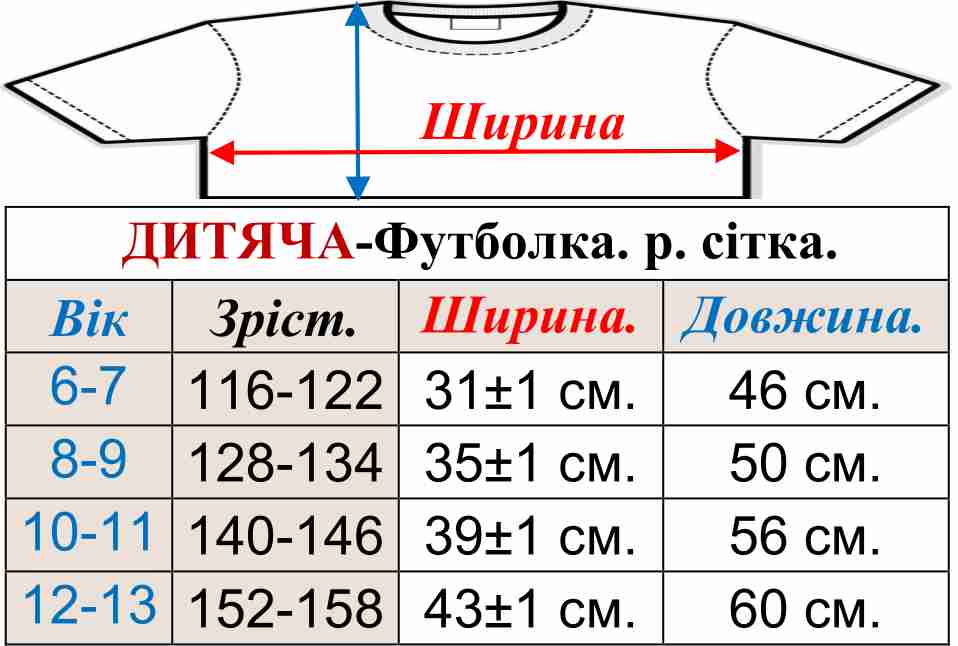 Ширина
ДИТЯЧА-Футболка. р. сітка.
Вік Зріст. Ширина. Довжина.
6-7 116-122 31±1 см. 46 см.
8-9 128-134 35±1 см. 50 см.
10-11 140-146 39±1 см. 56 см.
12-13 152-158 43±1 см. 60 см.